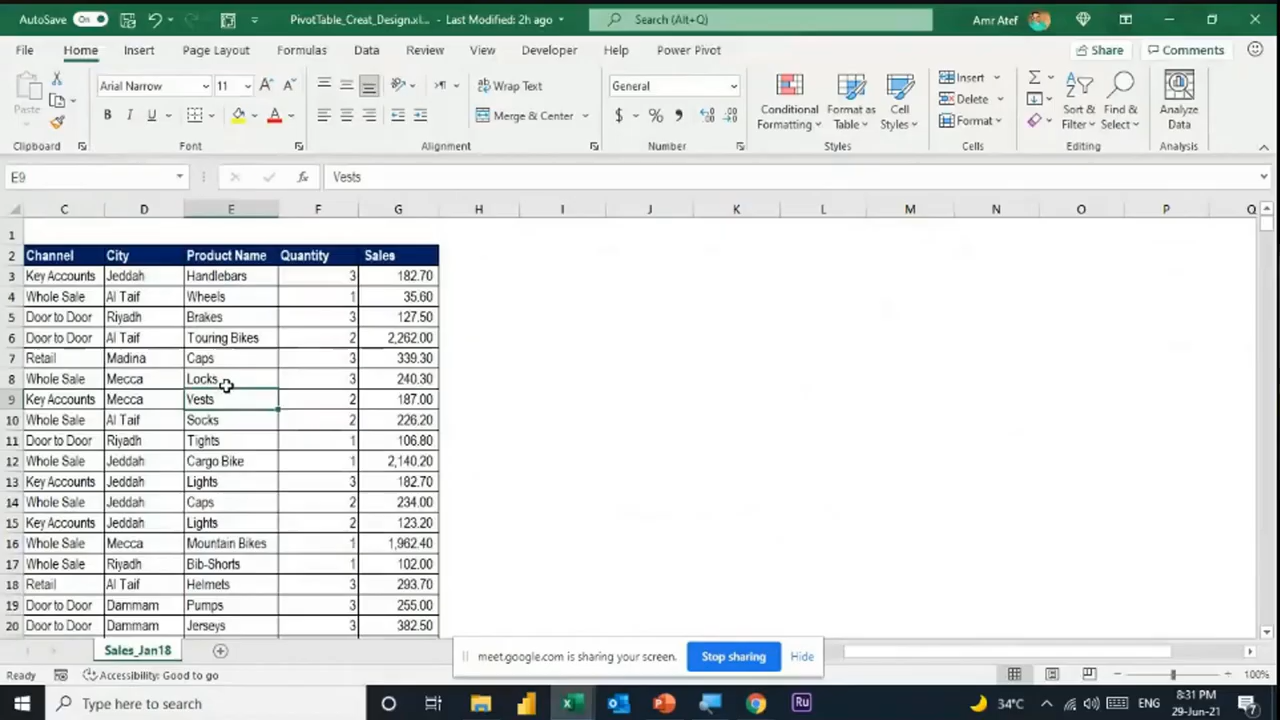 AutoSave On PivotTable_Creat_Design.xl... - Last Modified: 2h ago Search (Alt+Q) Amr Atef
File Home Insert Page Layout Formulas Data Review View Developer Help Power Pivot Share Comments
Paste Arial Narrow 11 Wrap Text General Conditional Formatting Format as Table Cell Styles Insert Sort & Filter Find & Select Analyze Data
B I U Merge & Center $ % Delete
Format
Clipboard Font Alignment Number Styles Cells Editing Analysis
E9 fx Vests
C D E F G H I J K L M N O P Q
1
2 Channel City Product Name Quantity Sales
3 Key Accounts Jeddah Handlebars 3 182.70
4 Whole Sale Al Taif Wheels 1 35.60
5 Door to Door Riyadh Brakes 3 127.50
6 Door to Door Al Taif Touring Bikes 2 2,262.00
7 Retail Madina Caps 3 339.30
8 Whole Sale Mecca Locks 3 240.30
9 Key Accounts Mecca Vests 2 187.00
10 Whole Sale Al Taif Socks 2 226.20
11 Door to Door Riyadh Tights 1 106.80
12 Whole Sale Jeddah Cargo Bike 1 2,140.20
13 Key Accounts Jeddah Lights 3 182.70
14 Whole Sale Jeddah Caps 2 234.00
15 Key Accounts Jeddah Lights 2 123.20
16 Whole Sale Mecca Mountain Bikes 1 1,962.40
17 Whole Sale Riyadh Bib-Shorts 1 102.00
18 Retail Al Taif Helmets 3 293.70
19 Door to Door Dammam Pumps 3 255.00
20 Door to Door Dammam Jerseys 3 382.50
Sales_Jan18 meet.google.com is sharing your screen. Stop sharing Hide
Ready Accessibility: Good to go 100%
Type here to search Ru 34°C ENG 8:31 PM
29-Jun-21 7